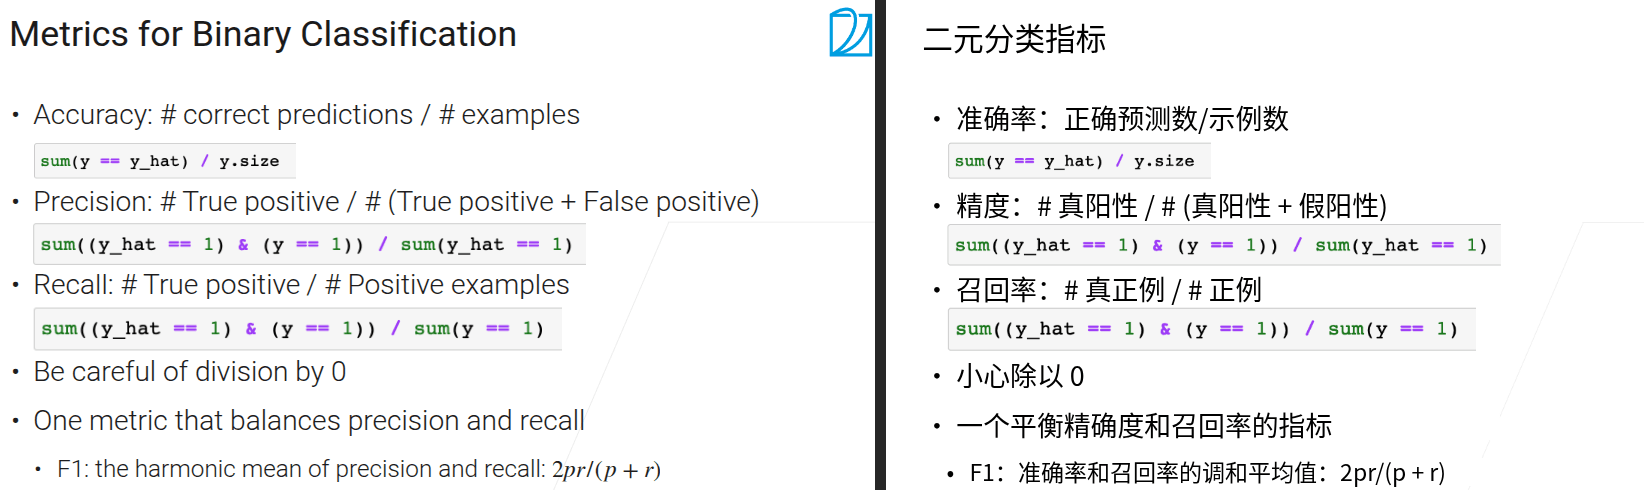 Metrics for Binary Classification
• Accuracy: # correct predictions / # examples
sum(y == y_hat) / y.size
• Precision: # True positive / # (True positive + False positive)
sum((y_hat == 1) & (y == 1)) / sum(y_hat == 1)
• Recall: # True positive / # Positive examples
sum((y_hat == 1) & (y == 1)) / sum(y == 1)
• Be careful of division by 0
• One metric that balances precision and recall
• F1: the harmonic mean of precision and recall: 2pr/(p + r)
二元分类指标
• 准确率：正确预测数/示例数
sum(y == y_hat) / y.size
• 精度：# 真阳性 / # (真阳性 + 假阳性)
sum((y_hat == 1) & (y == 1)) / sum(y_hat == 1)
• 召回率：# 真正例 / # 正例
sum((y_hat == 1) & (y == 1)) / sum(y == 1)
• 小心除以 0
• 一个平衡精确度和召回率的指标
• F1：准确率和召回率的调和平均值：2pr/(p + r)